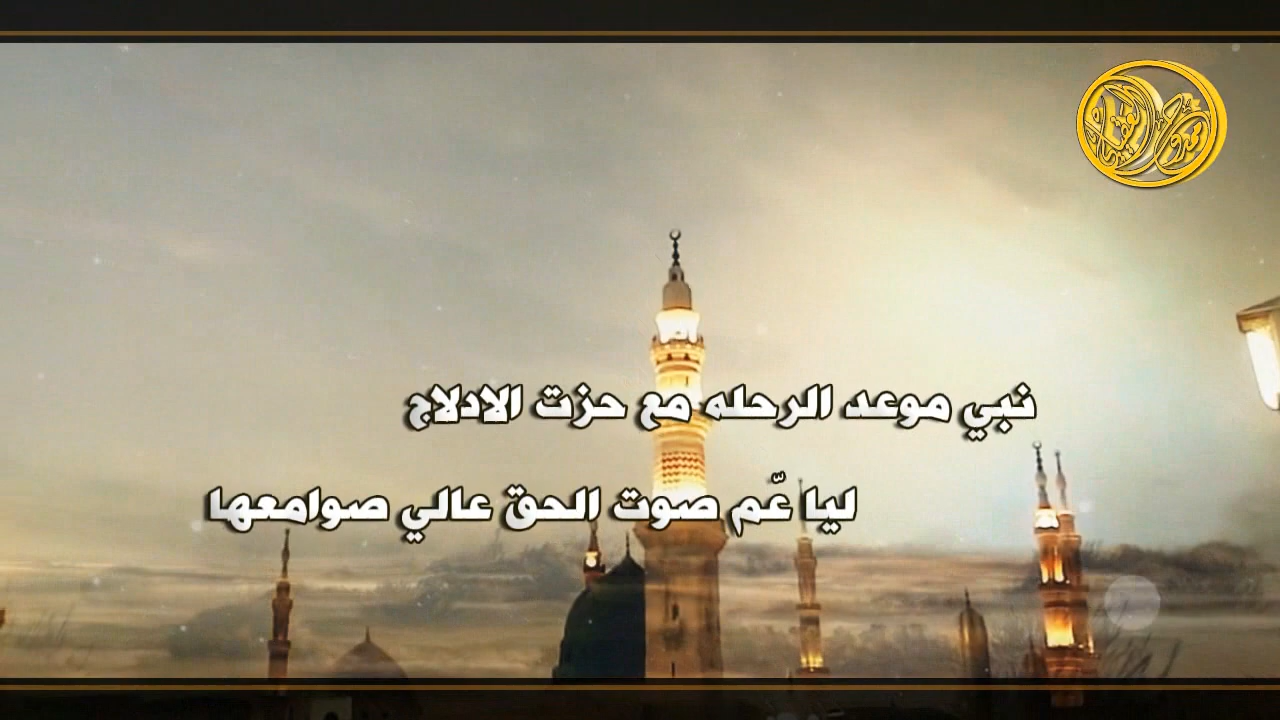 نبي موعد الرحله مع حزت الادلاج
ليا عّم صوت الحق عالي صوامعها